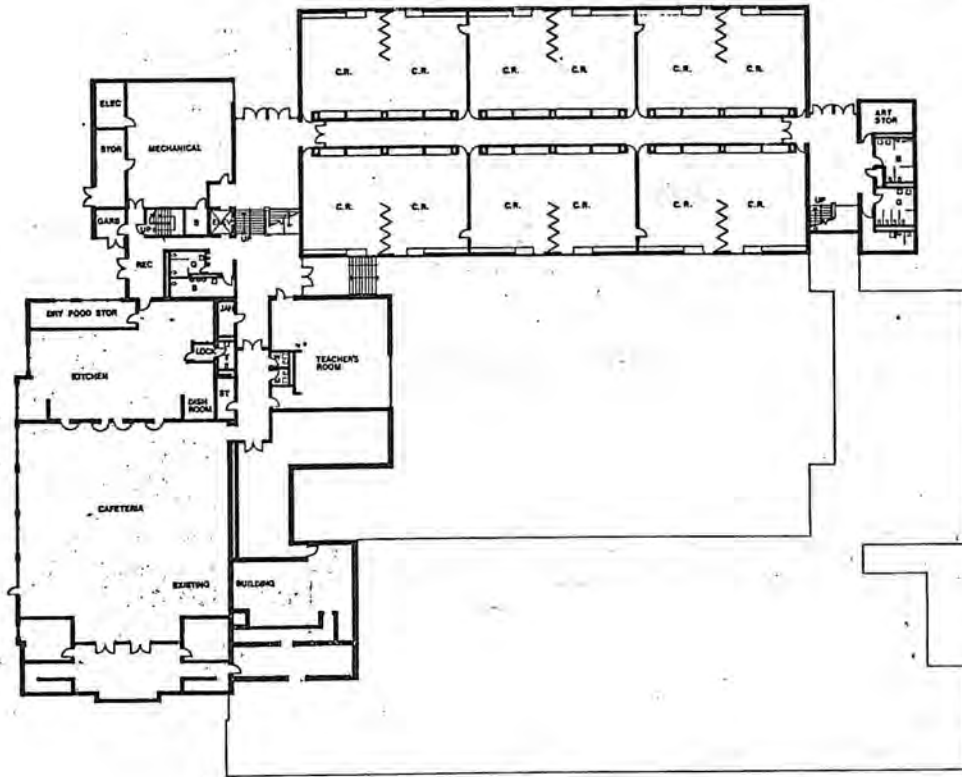 C.R. C.R. C.R. C.R. C.R. C.R.
ELEC
ART
STOR
STOR
MECHANICAL
B
C.R. C.R. C.R. C.R. C.R. C.R.
G
GARB
UP
B
UP
REC
G
B
DRY FOOD STOR
JAN
LOCK
TEACHER'S
ROOM
KITCHEN
ST
DISH
ROOM
CAFETERIA
EXISTING BUILDING